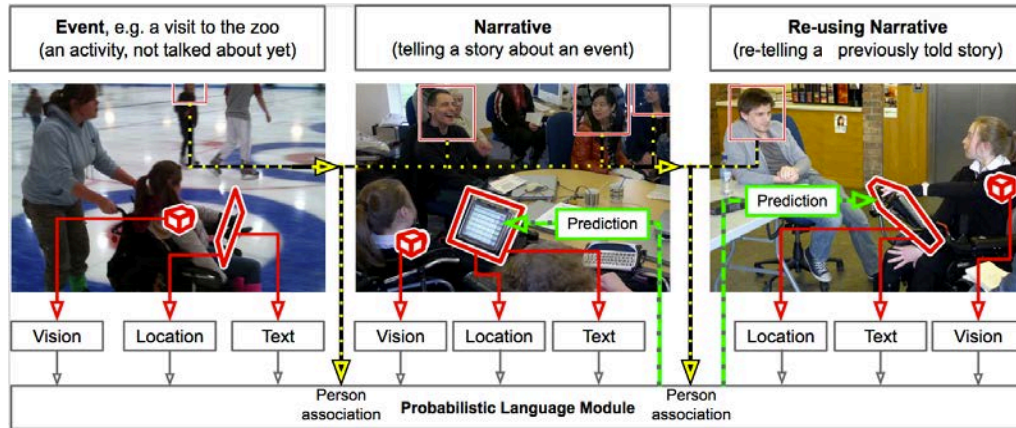 Event, e.g. a visit to the zoo
(an activity, not talked about yet)
Narrative
(telling a story about an event)
Re-using Narrative
(re-telling a previously told story)
Prediction
Prediction
Vision
Location
Text
Vision
Location
Text
Location
Text
Vision
Person
association
Probabilistic Language Module
Person
association